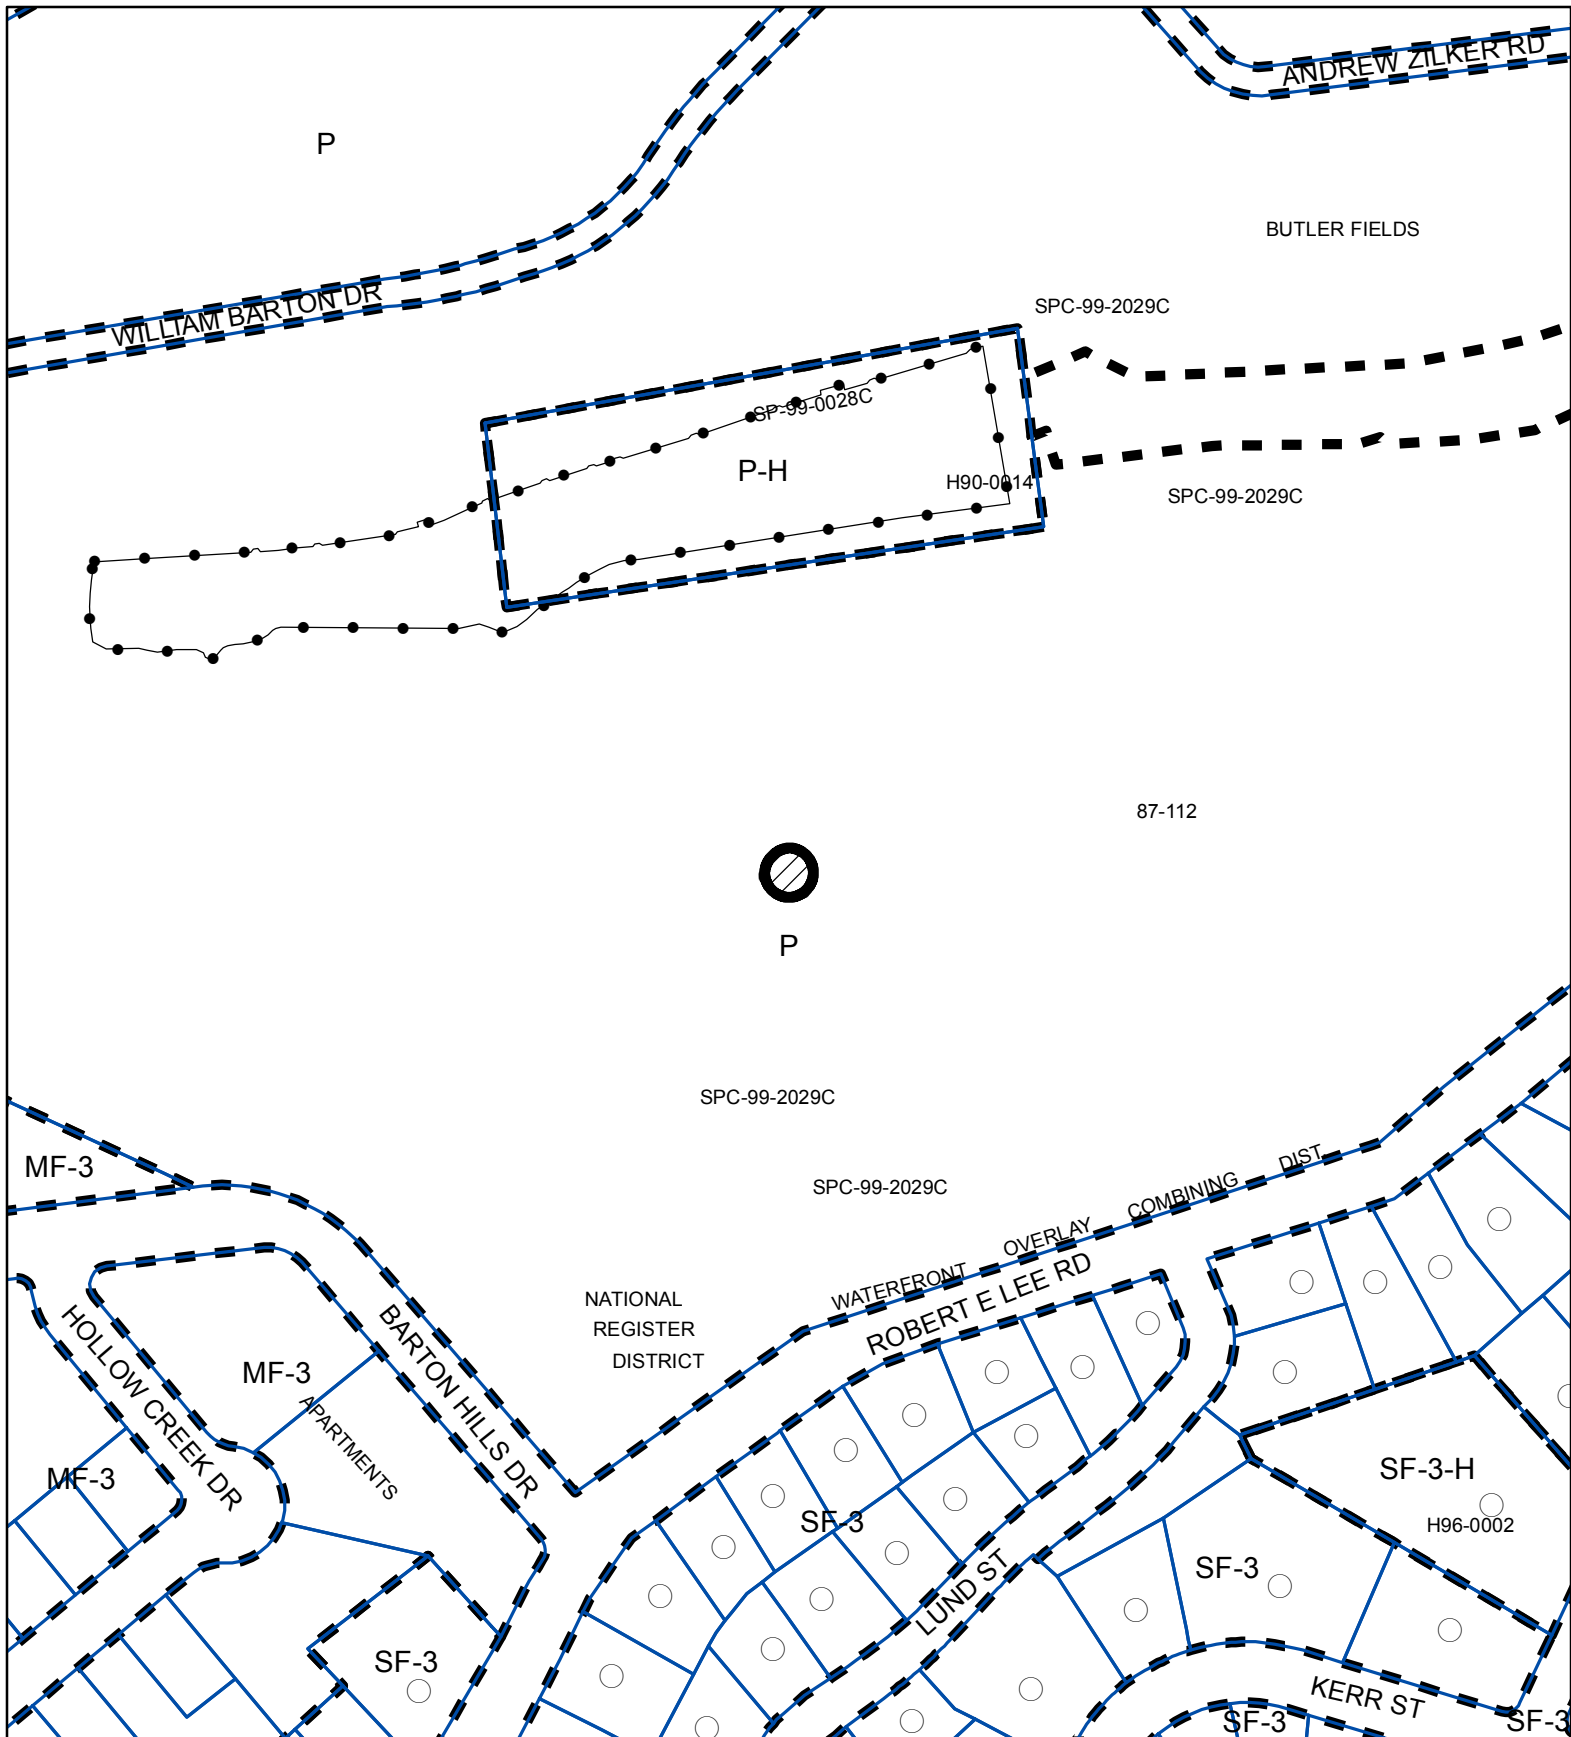 ANDREW ZILKER RD
P
BUTLER FIELDS
WILLIAM BARTON DR
SPC-99-2029C
SP-99-0028C
P-H
H90-0014
SPC-99-2029C
87-112
P
SPC-99-2029C
MF-3
SPC-99-2029C
WATERFRONT OVERLAY COMBINING DIST.
ROBERT E LEE RD
NATIONAL
REGISTER
DISTRICT
HOLLOW CREEK DR
BARTON HILLS DR
MF-3
APARTMENTS
MF-3
SF-3
SF-3-H
H96-0002
SF-3
LUND ST
SF-3
KERR ST
SF-3
SF-3